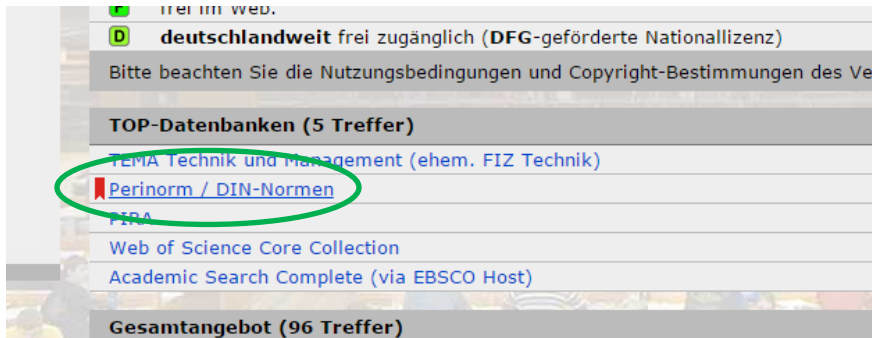 F frei im Web.
D deutschlandweit frei zugänglich (DFG-geförderte Nationallizenz)
Bitte beachten Sie die Nutzungsbedingungen und Copyright-Bestimmungen des Ve
TOP-Datenbanken (5 Treffer)
TEMA Technik und Management (ehem. FIZ Technik)
Perinorm / DIN-Normen
PIRA
Web of Science Core Collection
Academic Search Complete (via EBSCO Host)
Gesamtangebot (96 Treffer)